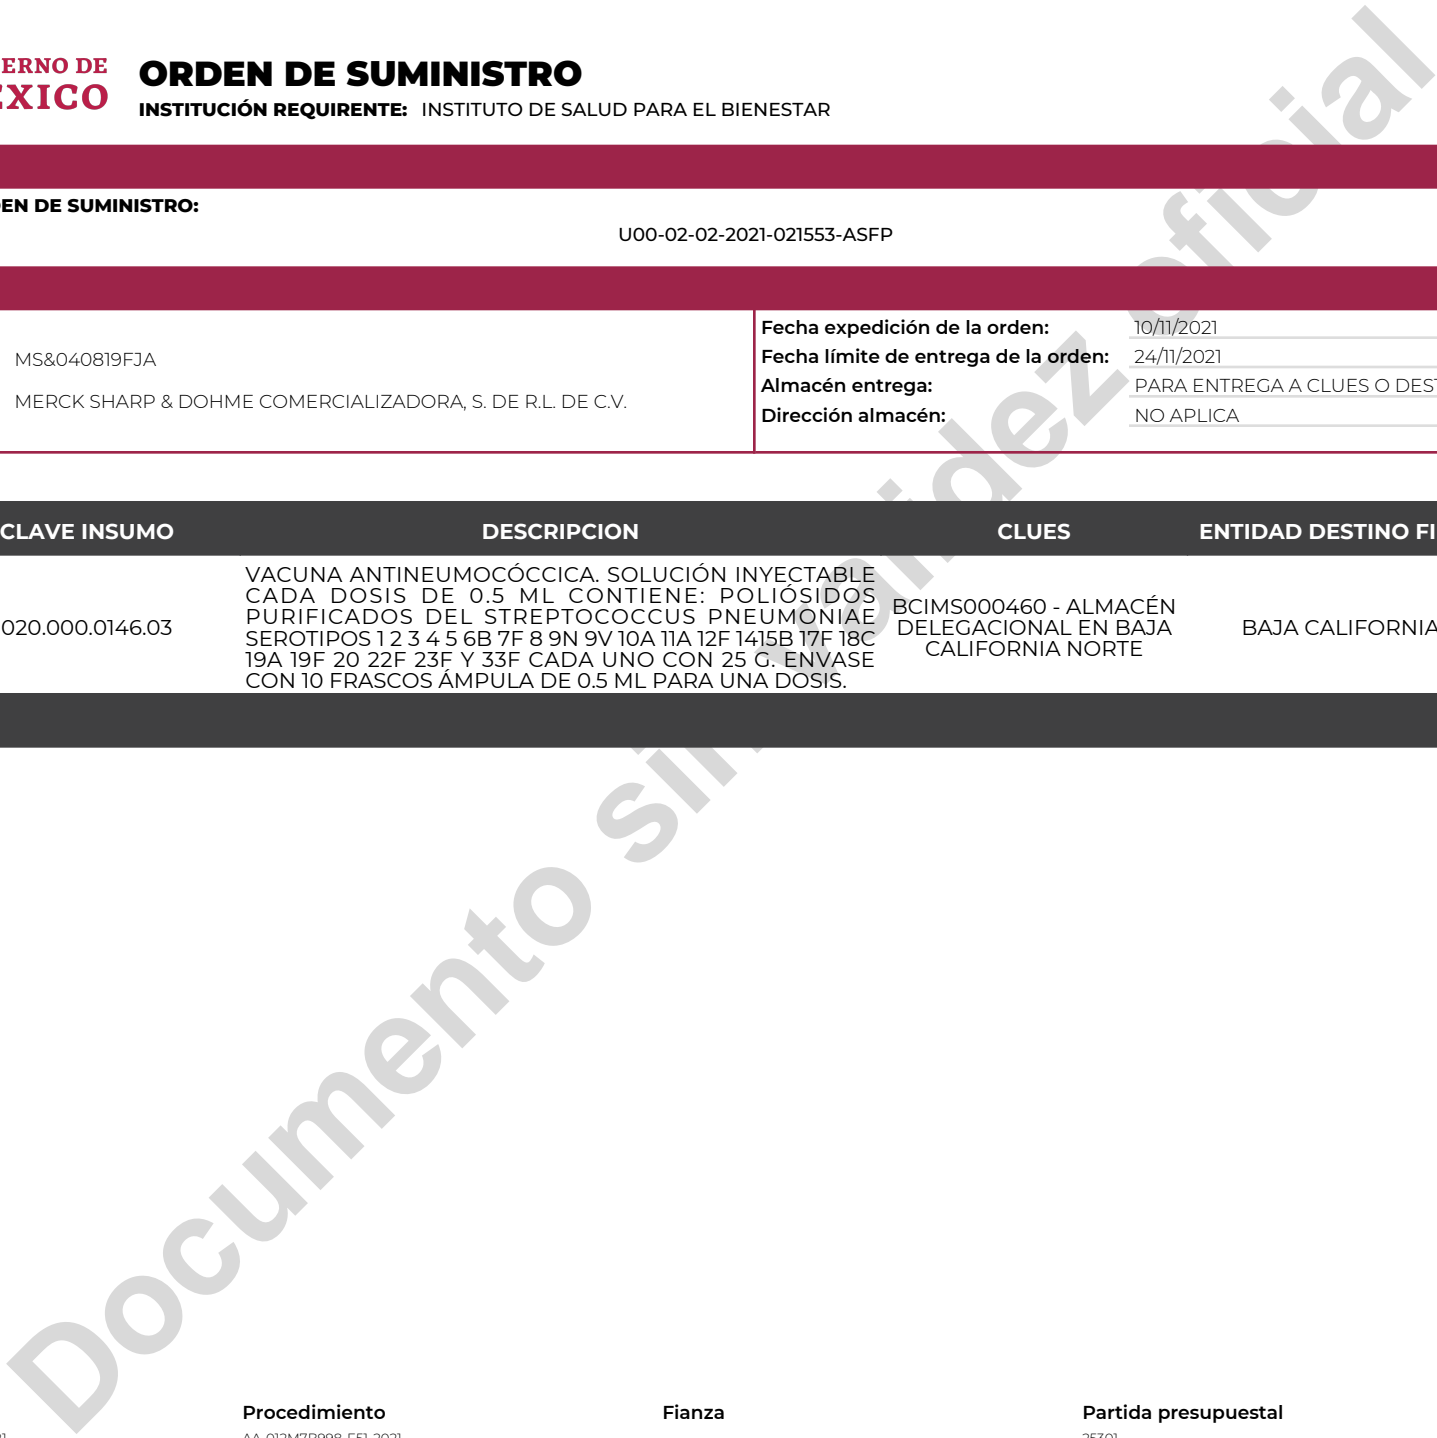 ERNO DE
ÉXICO
ORDEN DE SUMINISTRO
INSTITUCIÓN REQUIRENTE: INSTITUTO DE SALUD PARA EL BIENESTAR
EN DE SUMINISTRO:
U00-02-02-2021-021553-ASFP
MS&040819FJA
MERCK SHARP & DOHME COMERCIALIZADORA, S. DE R.L. DE C.V.
Fecha expedición de la orden: 10/11/2021
Fecha límite de entrega de la orden: 24/11/2021
Almacén entrega: PARA ENTREGA A CLUES O DEST
Dirección almacén: NO APLICA
CLAVE INSUMO DESCRIPCION CLUES ENTIDAD DESTINO FI
020.000.0146.03
VACUNA ANTINEUMOCÓCCICA. SOLUCIÓN INYECTABLE
CADA DOSIS DE 0.5 ML CONTIENE: POLIÓSIDOS
PURIFICADOS DEL STREPTOCOCCUS PNEUMONIAE
SEROTIPOS 1 2 3 4 5 6B 7F 8 9N 9V 10A 11A 12F 1415B 17F 18C
19A 19F 20 22F 23F Y 33F CADA UNO CON 25 G. ENVASE
CON 10 FRASCOS ÁMPULA DE 0.5 ML PARA UNA DOSIS.
BCIMS000460 - ALMACÉN
DELEGACIONAL EN BAJA
CALIFORNIA NORTE
BAJA CALIFORNIA
Documento sin validez oficial
Procedimiento Fianza Partida presupuestal